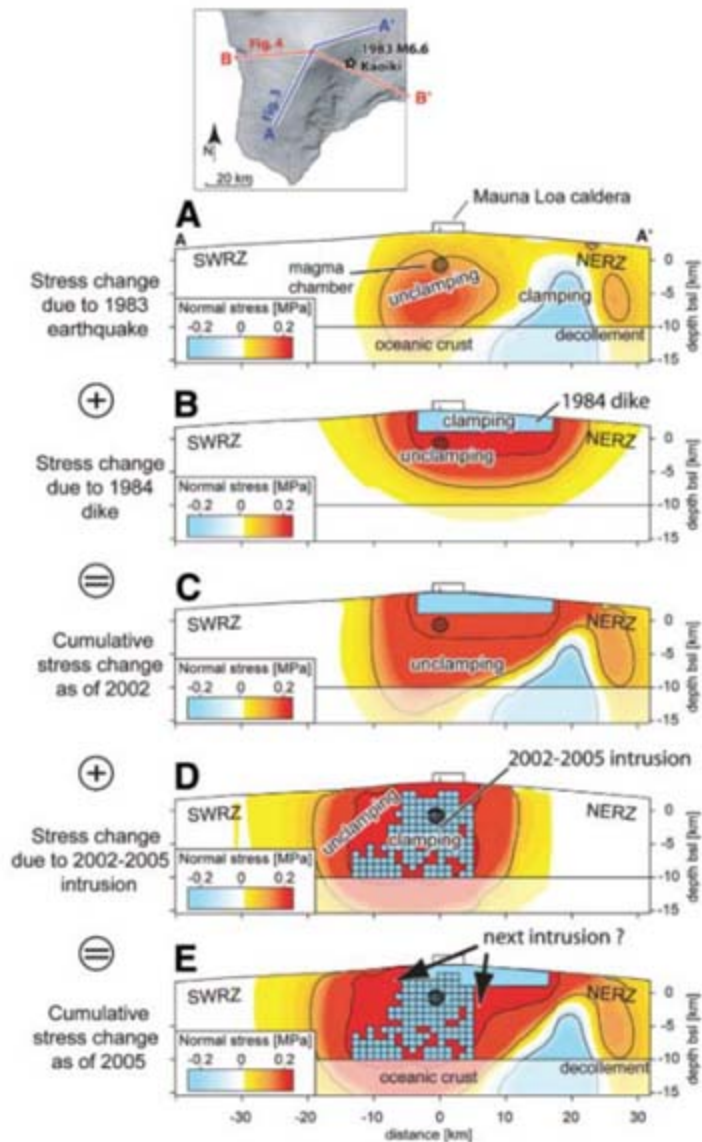 A'
Fig. 4
1983 M6.6
B
Kaoiki
Fig. 3
B'
A
N
20 km
A
Mauna Loa caldera
A
A'
SWRZ
NERZ
magma
chamber
unclamping
clamping
0
-5
-10
-15
depth bsl [km]
Stress change
due to 1983
earthquake
Normal stress [MPa]
-0.2 0 0.2
oceanic crust
decollement
+
B
1984 dike
clamping
SWRZ
NERZ
unclamping
0
-5
-10
-15
depth bsl [km]
Stress change
due to 1984
dike
Normal stress [MPa]
-0.2 0 0.2
=
C
SWRZ
NERZ
unclamping
0
-5
-10
-15
depth bsl [km]
Cumulative
stress change
as of 2002
Normal stress [MPa]
-0.2 0 0.2
+
D
2002-2005 intrusion
SWRZ
NERZ
unclamping
clamping
0
-5
-10
-15
depth bsl [km]
Stress change
due to 2002-2005
intrusion
Normal stress [MPa]
-0.2 0 0.2
=
E
next intrusion ?
SWRZ
NERZ
0
-5
-10
-15
depth bsl [km]
Cumulative
stress change
as of 2005
Normal stress [MPa]
-0.2 0 0.2
oceanic crust
decollement
-30 -20 -10 0 10 20 30
distance [km]